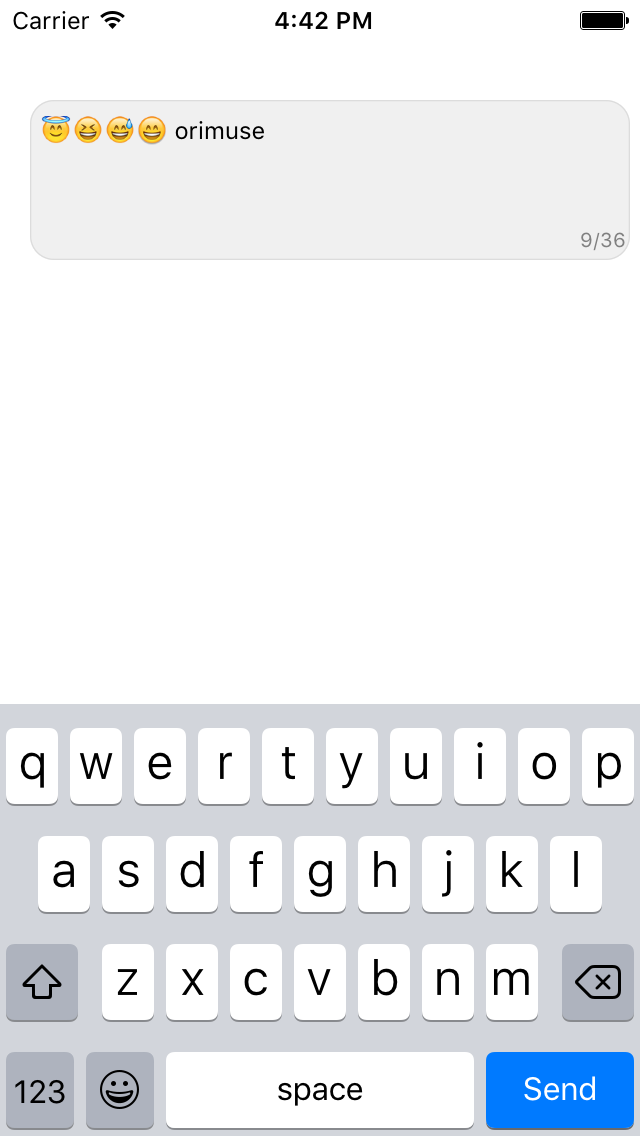 Carrier 4:42 PM
😇😆😅😄 orimuse
9/36
q w e r t y u i o p
a s d f g h j k l
z x c v b n m
123 space Send